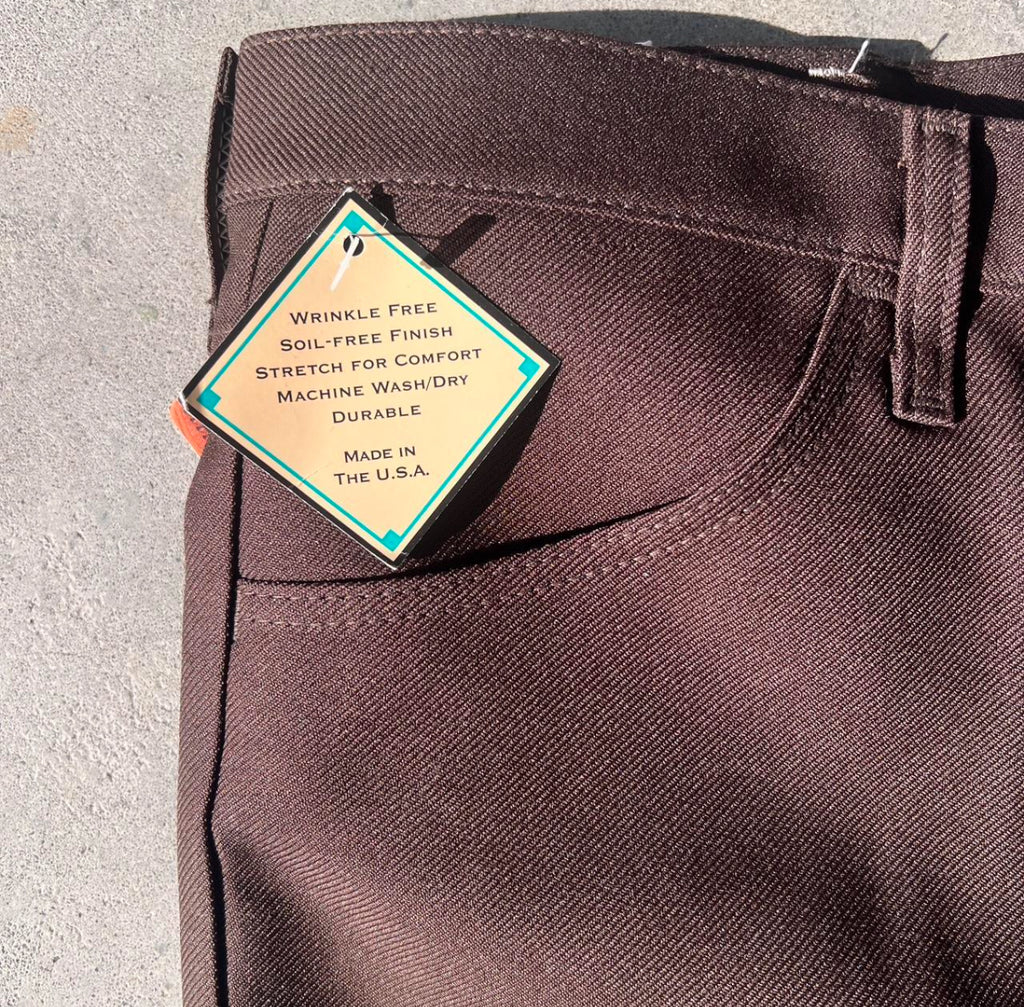 Wrinkle Free
Soil-free Finish
Stretch for Comfort
Machine Wash/Dry
Durable
Made in
The U.S.A.